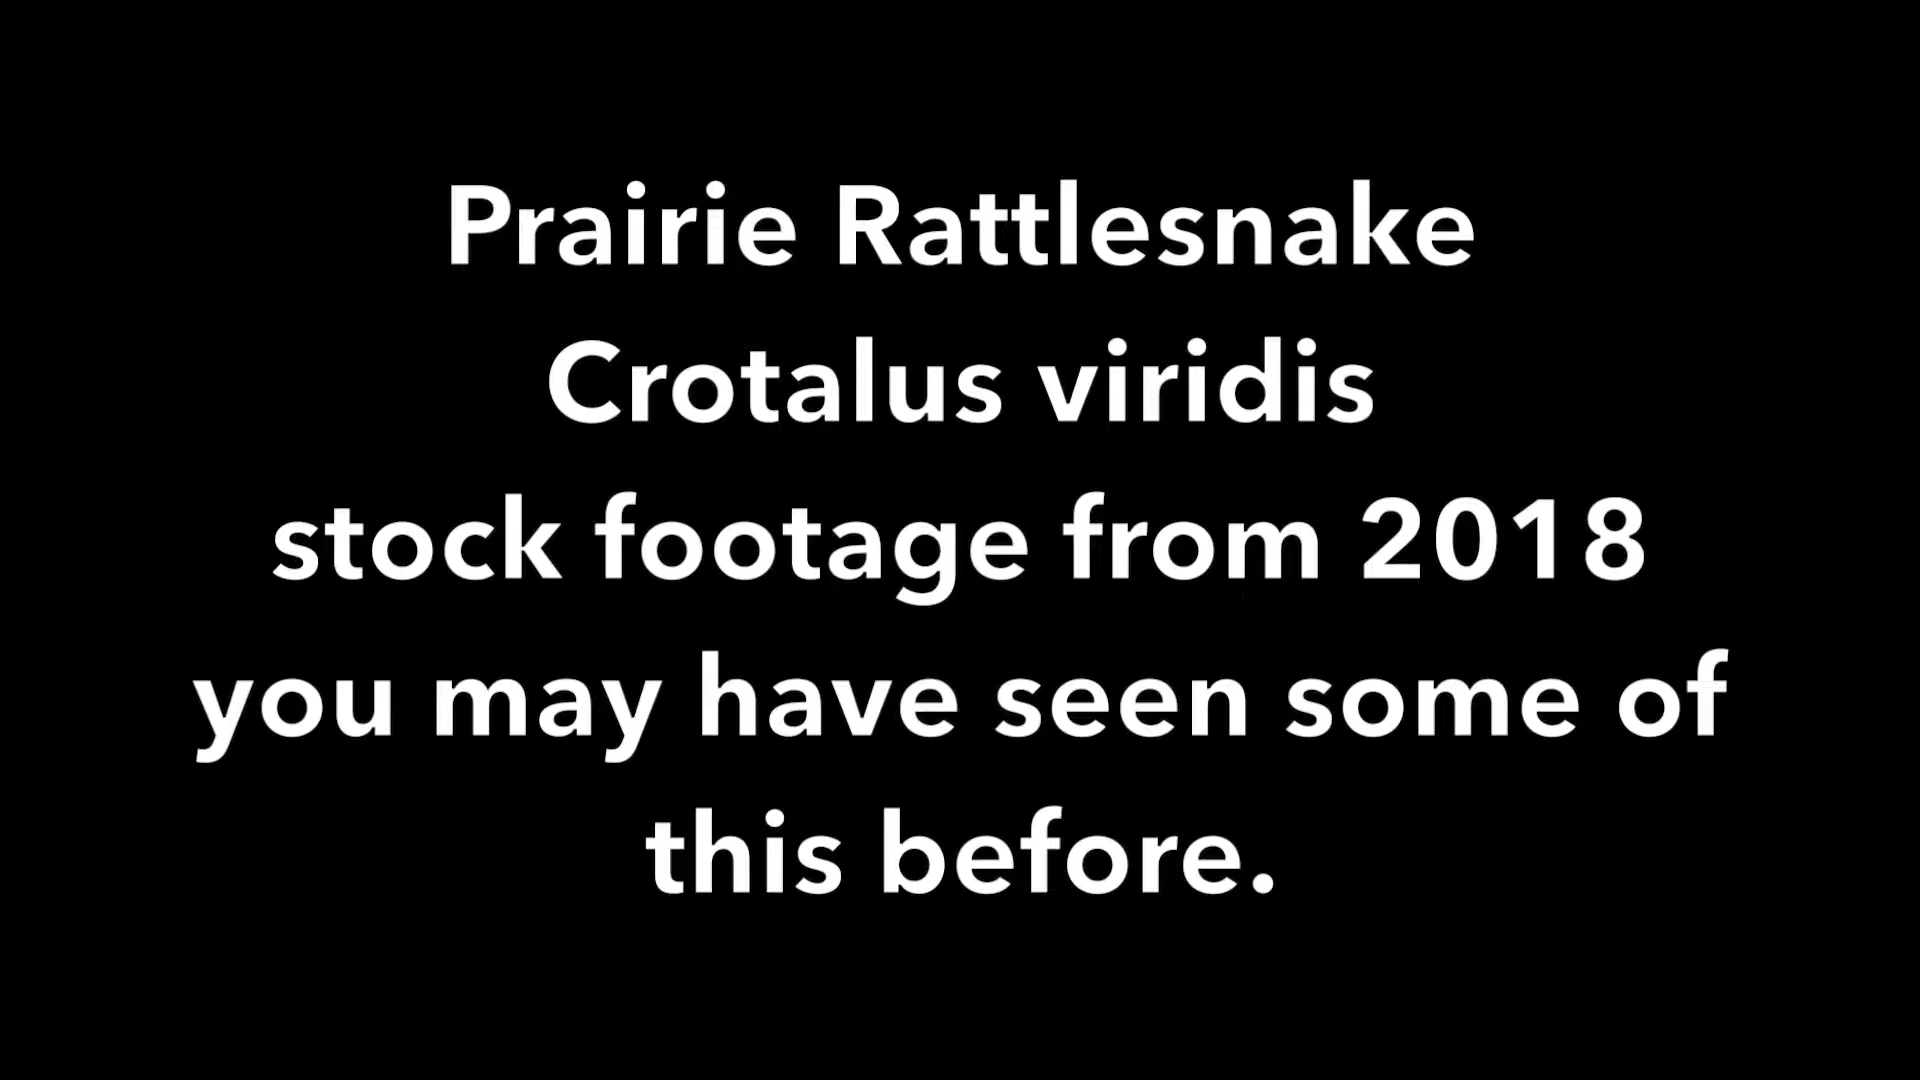 Prairie Rattlesnake
Crotalus viridis
stock footage from 2018
you may have seen some of
this before.